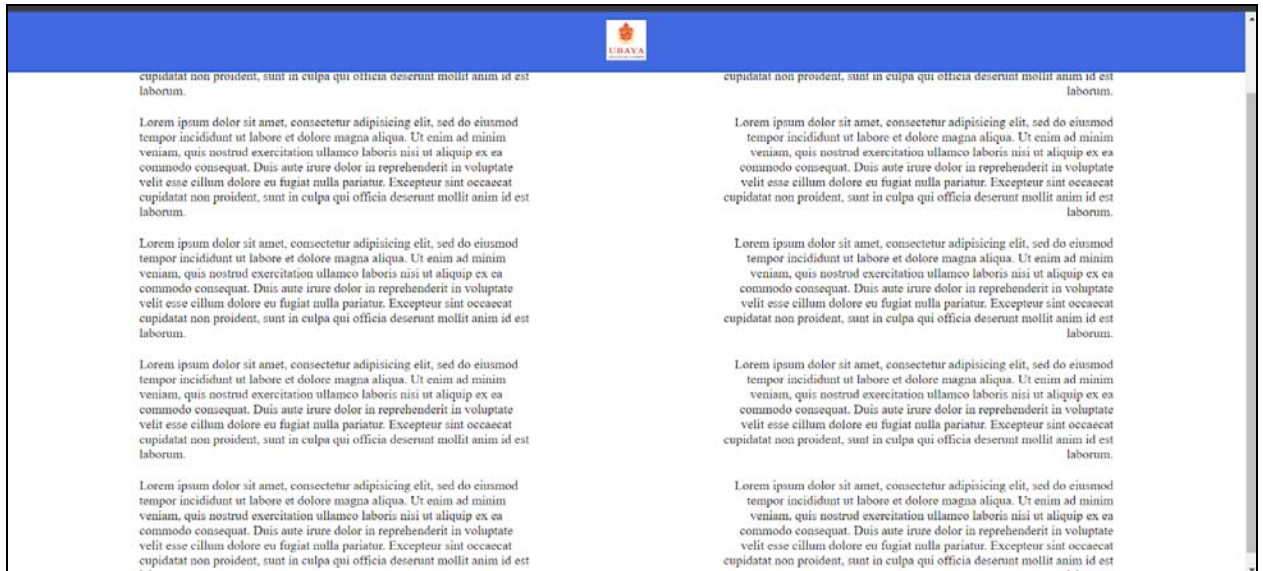 UBAYA
cupidatat non proident, sunt in culpa qui officia deserunt mollit anim id est
laborum.
Lorem ipsum dolor sit amet, consectetur adipisicing elit, sed do eiusmod
tempor incididunt ut labore et dolore magna aliqua. Ut enim ad minim
veniam, quis nostrud exercitation ullamco laboris nisi ut aliquip ex ea
commodo consequat. Duis aute irure dolor in reprehenderit in voluptate
velit esse cillum dolore eu fugiat nulla pariatur. Excepteur sint occaecat
cupidatat non proident, sunt in culpa qui officia deserunt mollit anim id est
laborum.
Lorem ipsum dolor sit amet, consectetur adipisicing elit, sed do eiusmod
tempor incididunt ut labore et dolore magna aliqua. Ut enim ad minim
veniam, quis nostrud exercitation ullamco laboris nisi ut aliquip ex ea
commodo consequat. Duis aute irure dolor in reprehenderit in voluptate
velit esse cillum dolore eu fugiat nulla pariatur. Excepteur sint occaecat
cupidatat non proident, sunt in culpa qui officia deserunt mollit anim id est
laborum.
Lorem ipsum dolor sit amet, consectetur adipisicing elit, sed do eiusmod
tempor incididunt ut labore et dolore magna aliqua. Ut enim ad minim
veniam, quis nostrud exercitation ullamco laboris nisi ut aliquip ex ea
commodo consequat. Duis aute irure dolor in reprehenderit in voluptate
velit esse cillum dolore eu fugiat nulla pariatur. Excepteur sint occaecat
cupidatat non proident, sunt in culpa qui officia deserunt mollit anim id est
laborum.
Lorem ipsum dolor sit amet, consectetur adipisicing elit, sed do eiusmod
tempor incididunt ut labore et dolore magna aliqua. Ut enim ad minim
veniam, quis nostrud exercitation ullamco laboris nisi ut aliquip ex ea
commodo consequat. Duis aute irure dolor in reprehenderit in voluptate
velit esse cillum dolore eu fugiat nulla pariatur. Excepteur sint occaecat
cupidatat non proident, sunt in culpa qui officia deserunt mollit anim id est
cupidatat non proident, sunt in culpa qui officia deserunt mollit anim id est
laborum.
Lorem ipsum dolor sit amet, consectetur adipisicing elit, sed do eiusmod
tempor incididunt ut labore et dolore magna aliqua. Ut enim ad minim
veniam, quis nostrud exercitation ullamco laboris nisi ut aliquip ex ea
commodo consequat. Duis aute irure dolor in reprehenderit in voluptate
velit esse cillum dolore eu fugiat nulla pariatur. Excepteur sint occaecat
cupidatat non proident, sunt in culpa qui officia deserunt mollit anim id est
laborum.
Lorem ipsum dolor sit amet, consectetur adipisicing elit, sed do eiusmod
tempor incididunt ut labore et dolore magna aliqua. Ut enim ad minim
veniam, quis nostrud exercitation ullamco laboris nisi ut aliquip ex ea
commodo consequat. Duis aute irure dolor in reprehenderit in voluptate
velit esse cillum dolore eu fugiat nulla pariatur. Excepteur sint occaecat
cupidatat non proident, sunt in culpa qui officia deserunt mollit anim id est
laborum.
Lorem ipsum dolor sit amet, consectetur adipisicing elit, sed do eiusmod
tempor incididunt ut labore et dolore magna aliqua. Ut enim ad minim
veniam, quis nostrud exercitation ullamco laboris nisi ut aliquip ex ea
commodo consequat. Duis aute irure dolor in reprehenderit in voluptate
velit esse cillum dolore eu fugiat nulla pariatur. Excepteur sint occaecat
cupidatat non proident, sunt in culpa qui officia deserunt mollit anim id est
laborum.
Lorem ipsum dolor sit amet, consectetur adipisicing elit, sed do eiusmod
tempor incididunt ut labore et dolore magna aliqua. Ut enim ad minim
veniam, quis nostrud exercitation ullamco laboris nisi ut aliquip ex ea
commodo consequat. Duis aute irure dolor in reprehenderit in voluptate
velit esse cillum dolore eu fugiat nulla pariatur. Excepteur sint occaecat
cupidatat non proident, sunt in culpa qui officia deserunt mollit anim id est